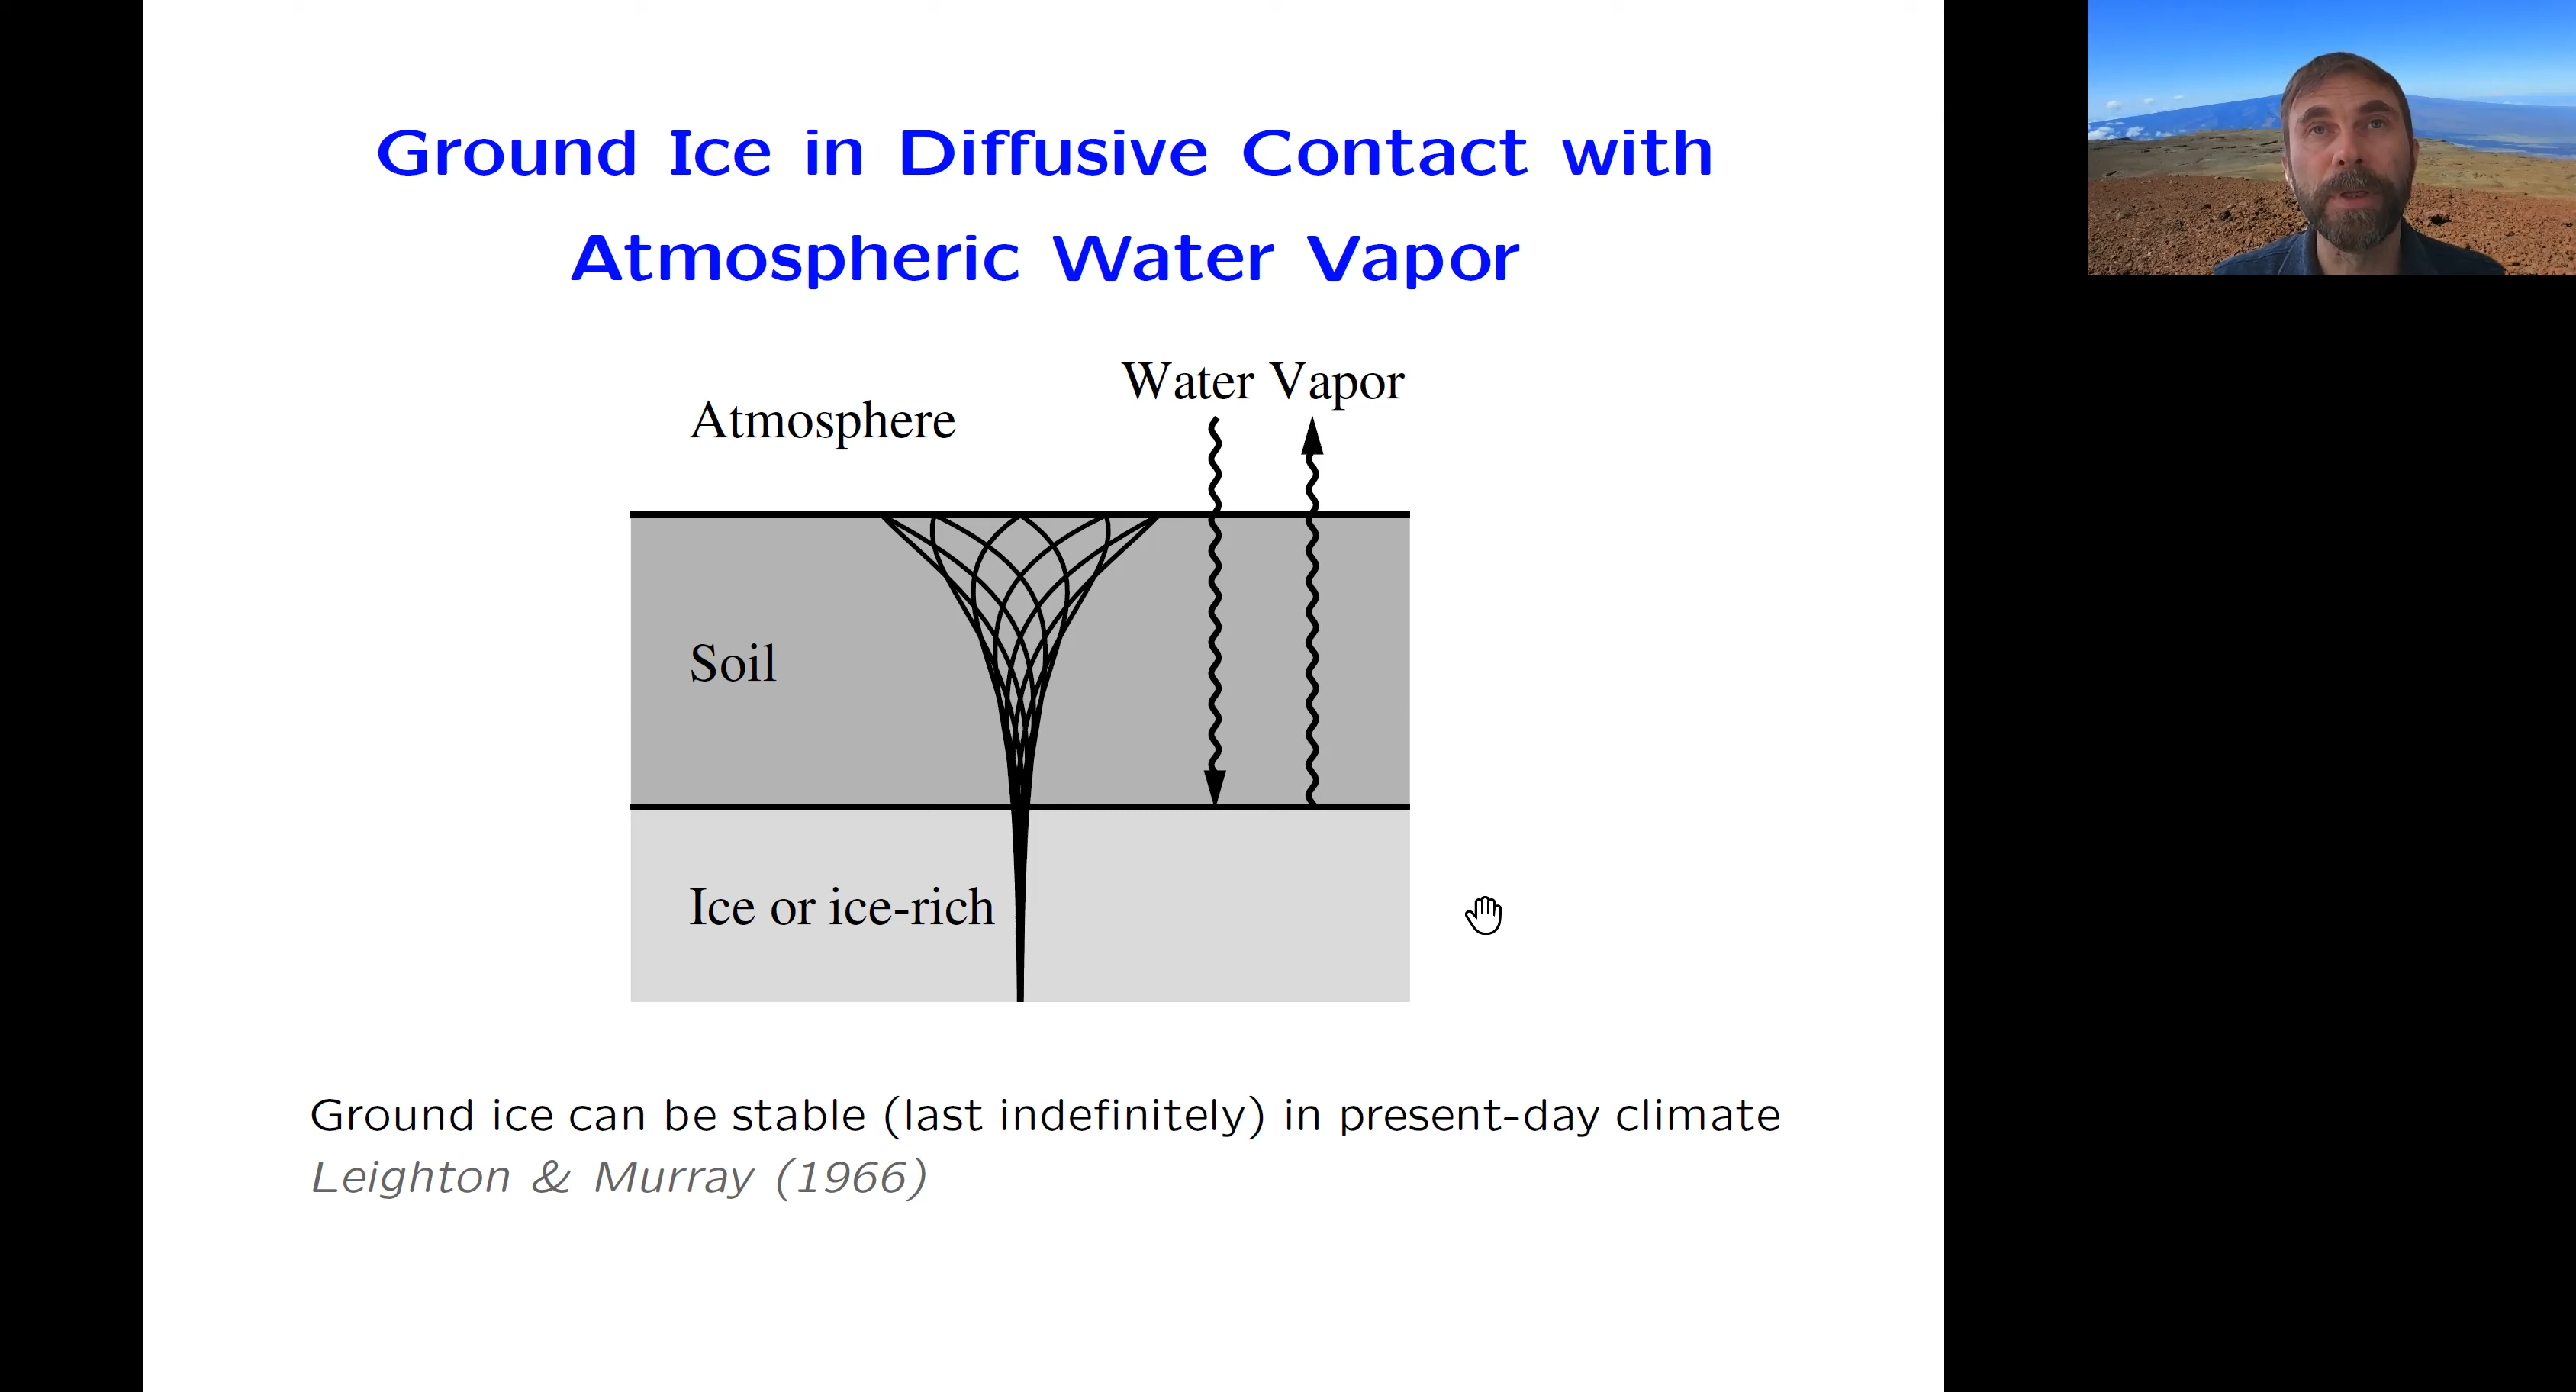 Ground Ice in Diffusive Contact with
Atmospheric Water Vapor
Water Vapor
Atmosphere
Soil
Ice or ice-rich
Ground ice can be stable (last indefinitely) in present-day climate
Leighton & Murray (1966)